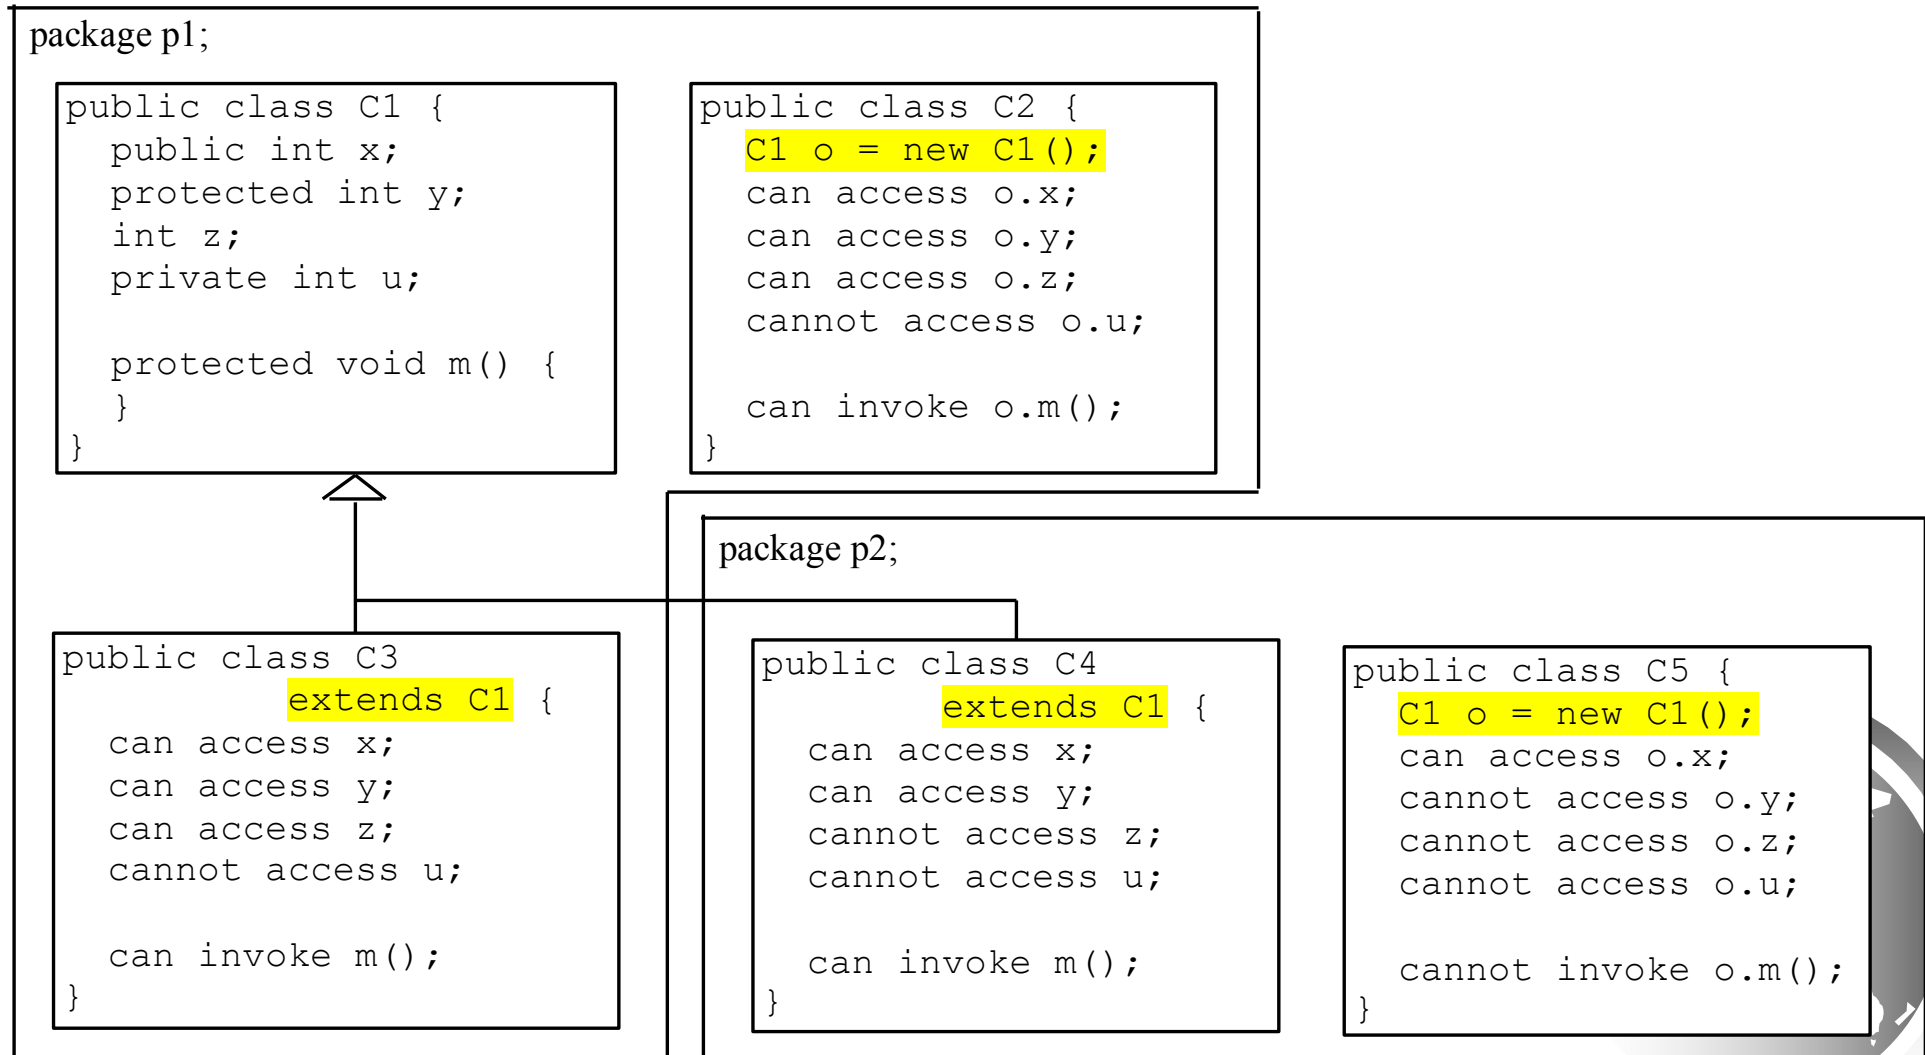 package p1;
public class C1 {
public int x;
protected int y;
int z;
private int u;
protected void m() {
}
}
public class C2 {
C1 o = new C1();
can access o.x;
can access o.y;
can access o.z;
cannot access o.u;
can invoke o.m();
}
package p2;
public class C3
extends C1 {
can access x;
can access y;
can access z;
cannot access u;
can invoke m();
}
public class C4
extends C1 {
can access x;
can access y;
cannot access z;
cannot access u;
can invoke m();
}
public class C5 {
C1 o = new C1();
can access o.x;
cannot access o.y;
cannot access o.z;
cannot access o.u;
cannot invoke o.m();
}